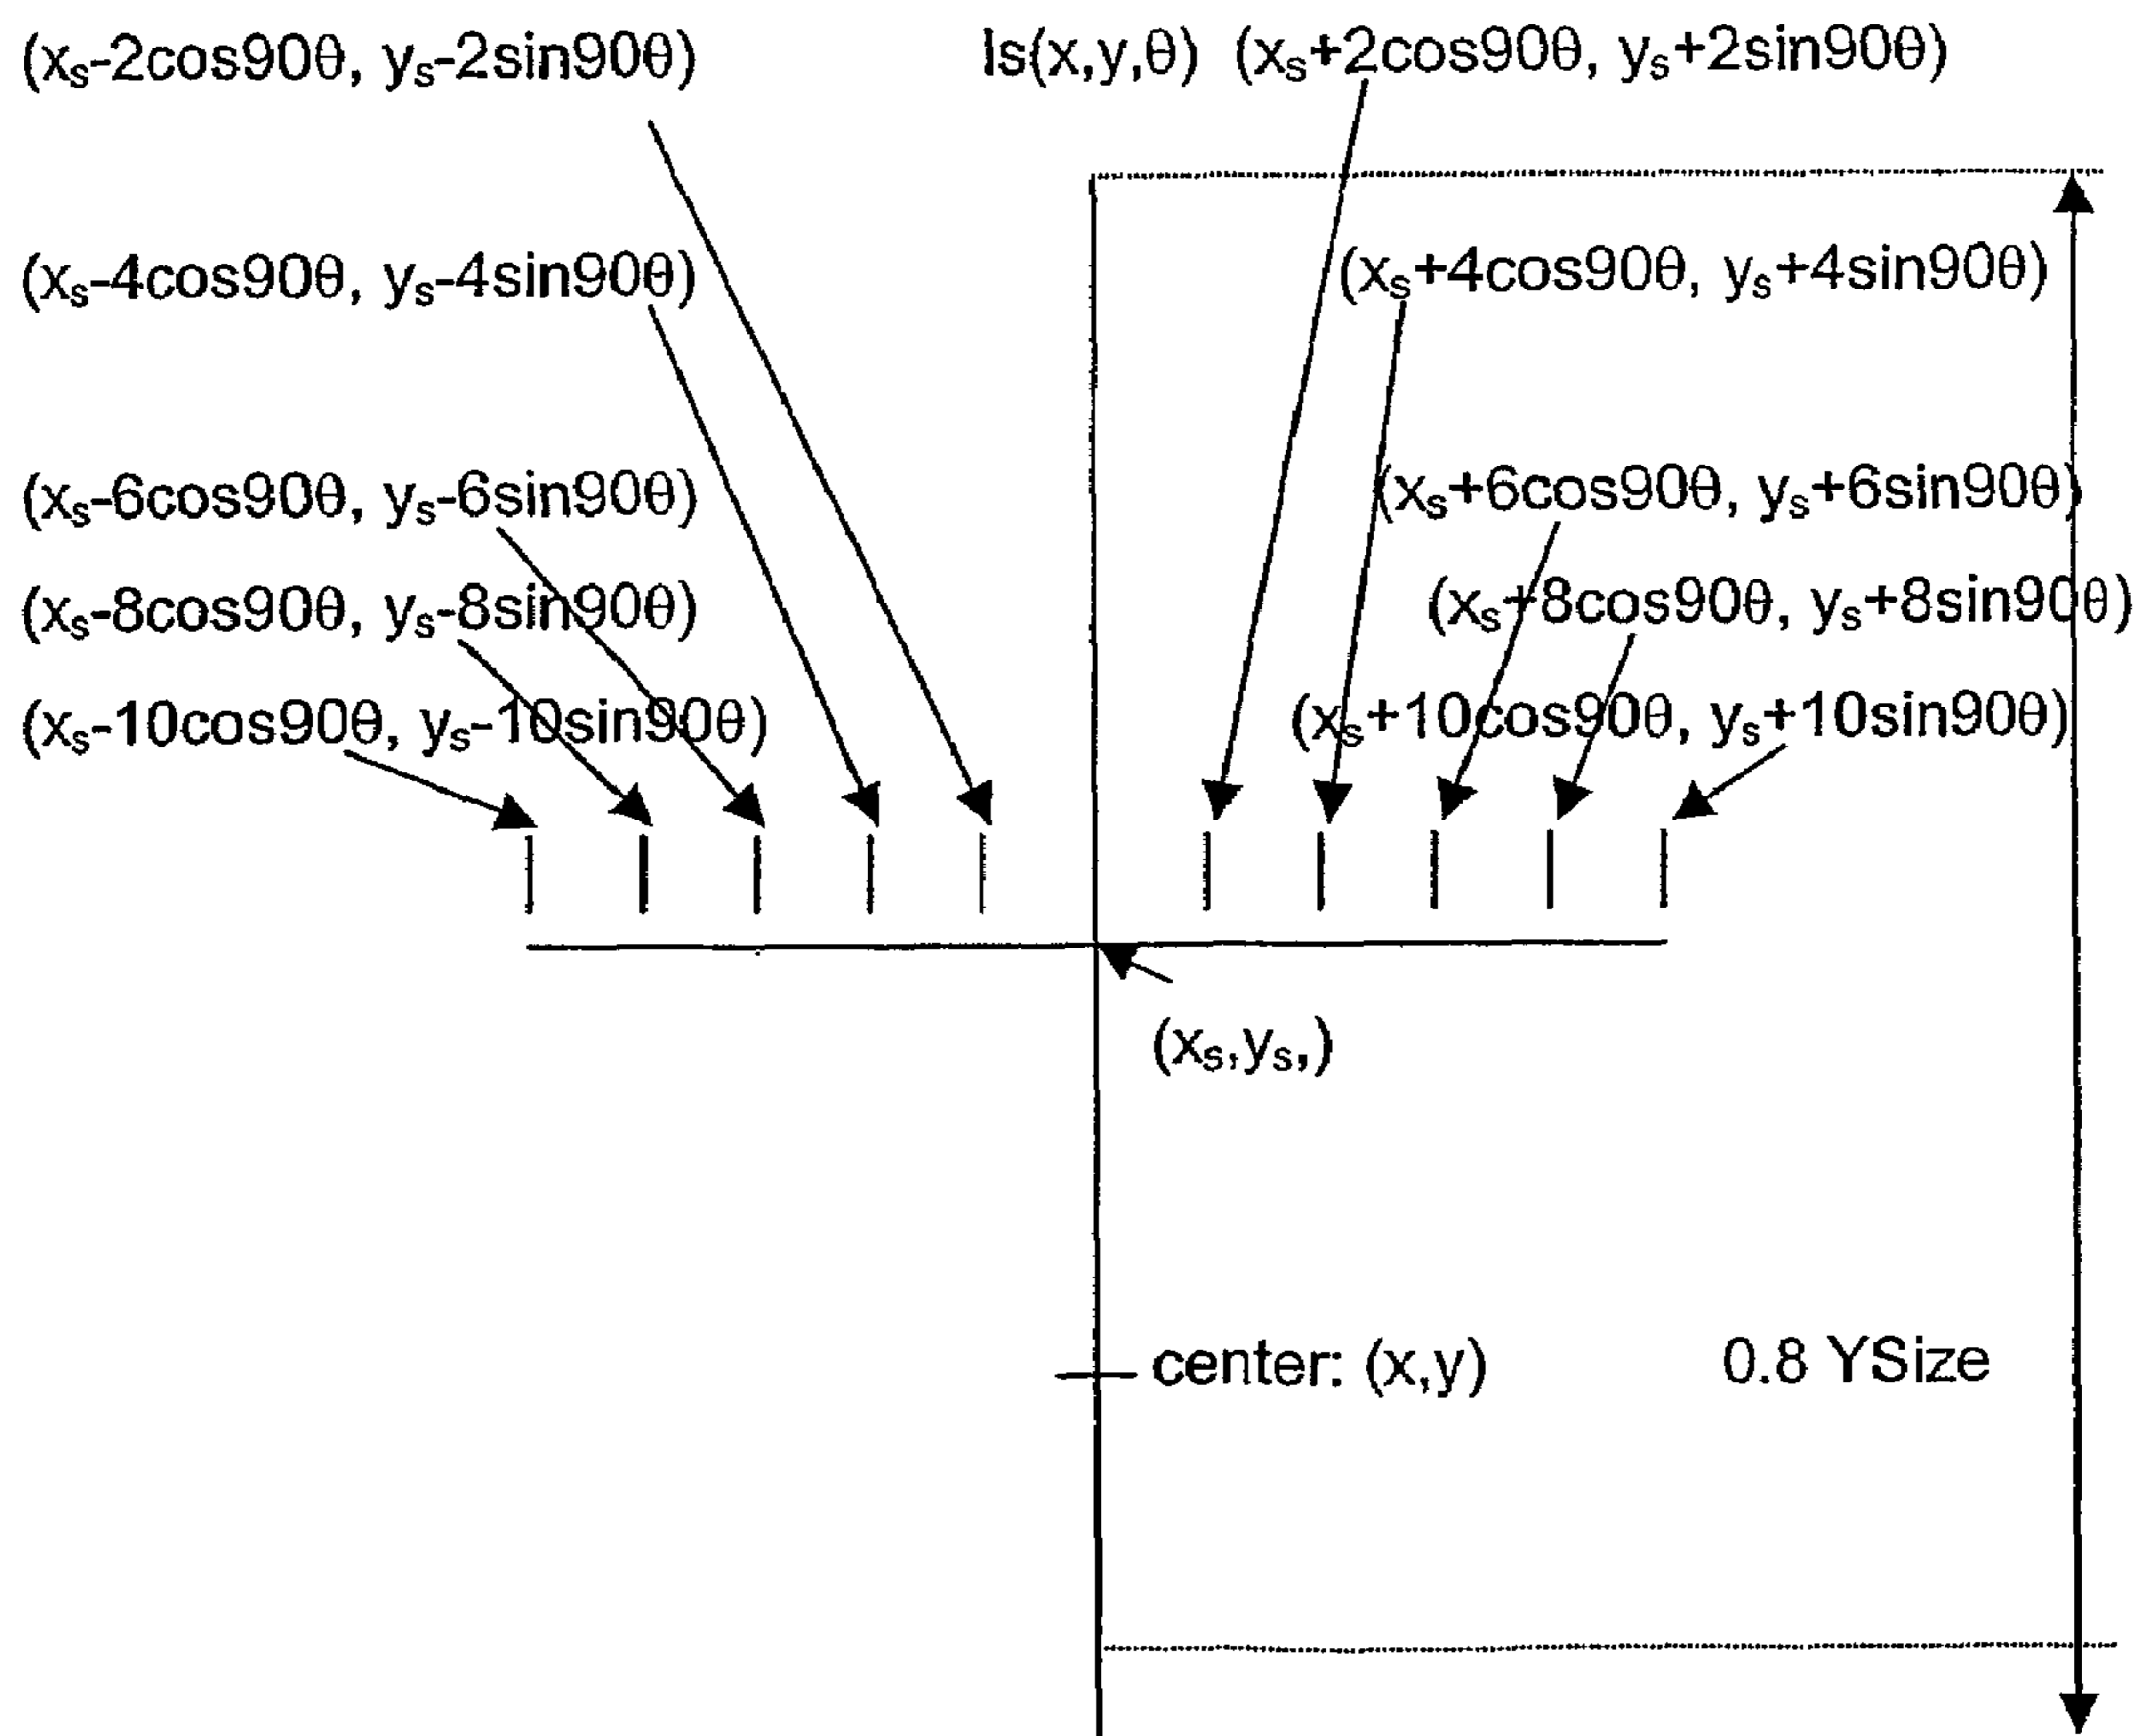 (xs-2cos90θ, ys-2sin90θ)
ls(x,y,θ) (xs+2cos90θ, ys+2sin90θ)
(xs-4cos90θ, ys-4sin90θ)
(xs+4cos90θ, ys+4sin90θ)
(xs-6cos90θ, ys-6sin90θ)
(xs+6cos90θ, ys+6sin90θ)
(xs-8cos90θ, ys-8sin90θ)
(xs+8cos90θ, ys+8sin90θ)
(xs-10cos90θ, ys-10sin90θ)
(xs+10cos90θ, ys+10sin90θ)
(xs,ys,)
center: (x,y)
0.8 YSize